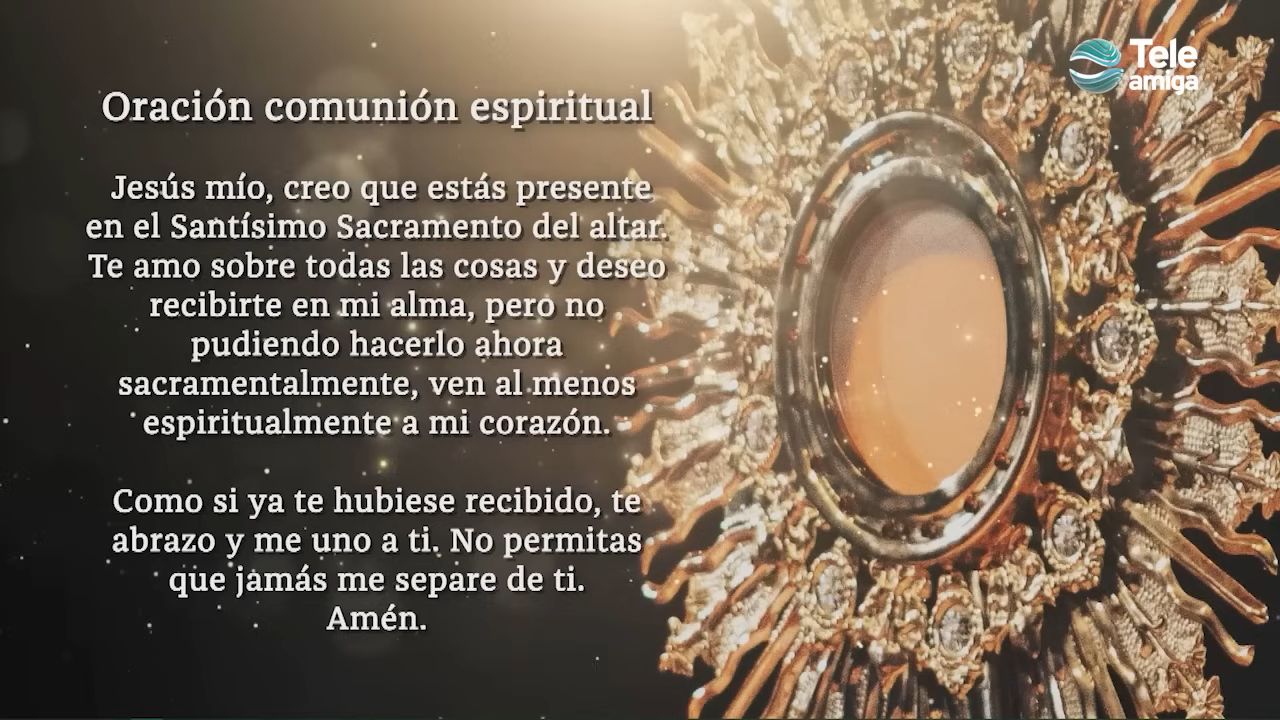 Tele
amiga
Oración comunión espiritual
Jesús mío, creo que estás presente
en el Santísimo Sacramento del altar.
Te amo sobre todas las cosas y deseo
recibirte en mi alma, pero no
pudiendo hacerlo ahora
sacramentalmente, ven al menos
espiritualmente a mi corazón.
Como si ya te hubiese recibido, te
abrazo y me uno a ti. No permitas
que jamás me separe de ti.
Amén.